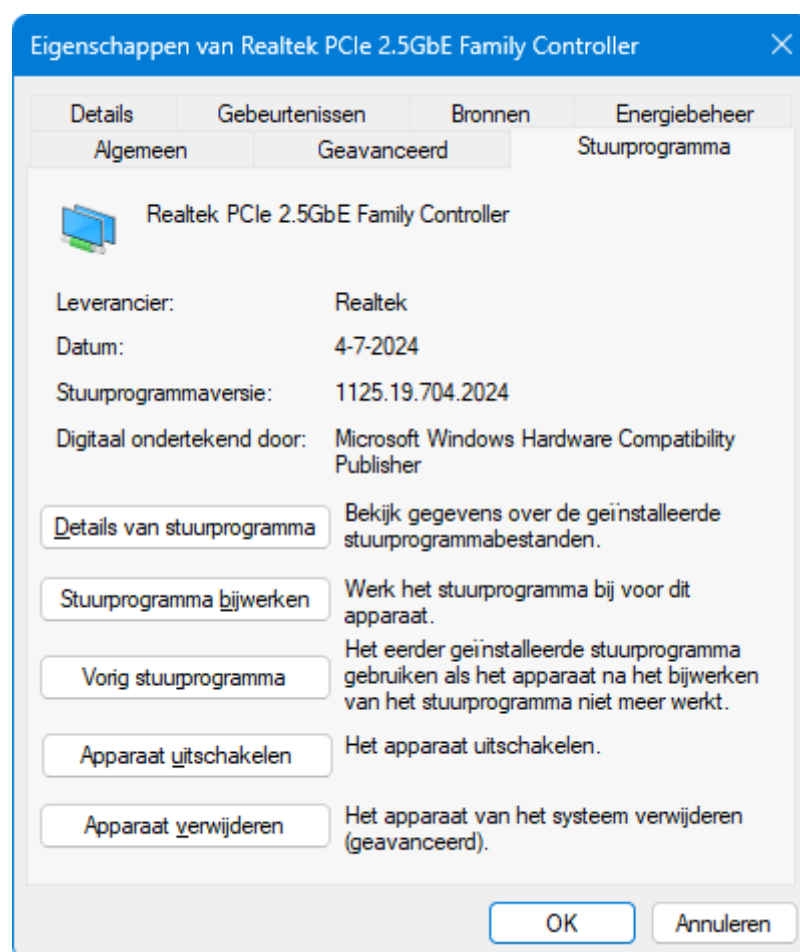 Eigenschappen van Realtek PCIe 2.5GbE Family Controller
Details
Gebeurtenissen
Bronnen
Energiebeheer
Algemeen
Geavanceerd
Stuurprogramma
Realtek PCIe 2.5GbE Family Controller
Leverancier:
Realtek
Datum:
4-7-2024
Stuurprogrammaversie:
1125.19.704.2024
Digitaal ondertekend door:
Microsoft Windows Hardware Compatibility
Publisher
Details van stuurprogramma
Bekijk gegevens over de geïnstalleerde
stuurprogrammabestanden.
Stuurprogramma bijwerken
Werk het stuurprogramma bij voor dit
apparaat.
Vorig stuurprogramma
Het eerder geïnstalleerde stuurprogramma
gebruiken als het apparaat na het bijwerken
van het stuurprogramma niet meer werkt.
Apparaat uitschakelen
Het apparaat uitschakelen.
Apparaat verwijderen
Het apparaat van het systeem verwijderen
(geavanceerd).
OK
Annuleren